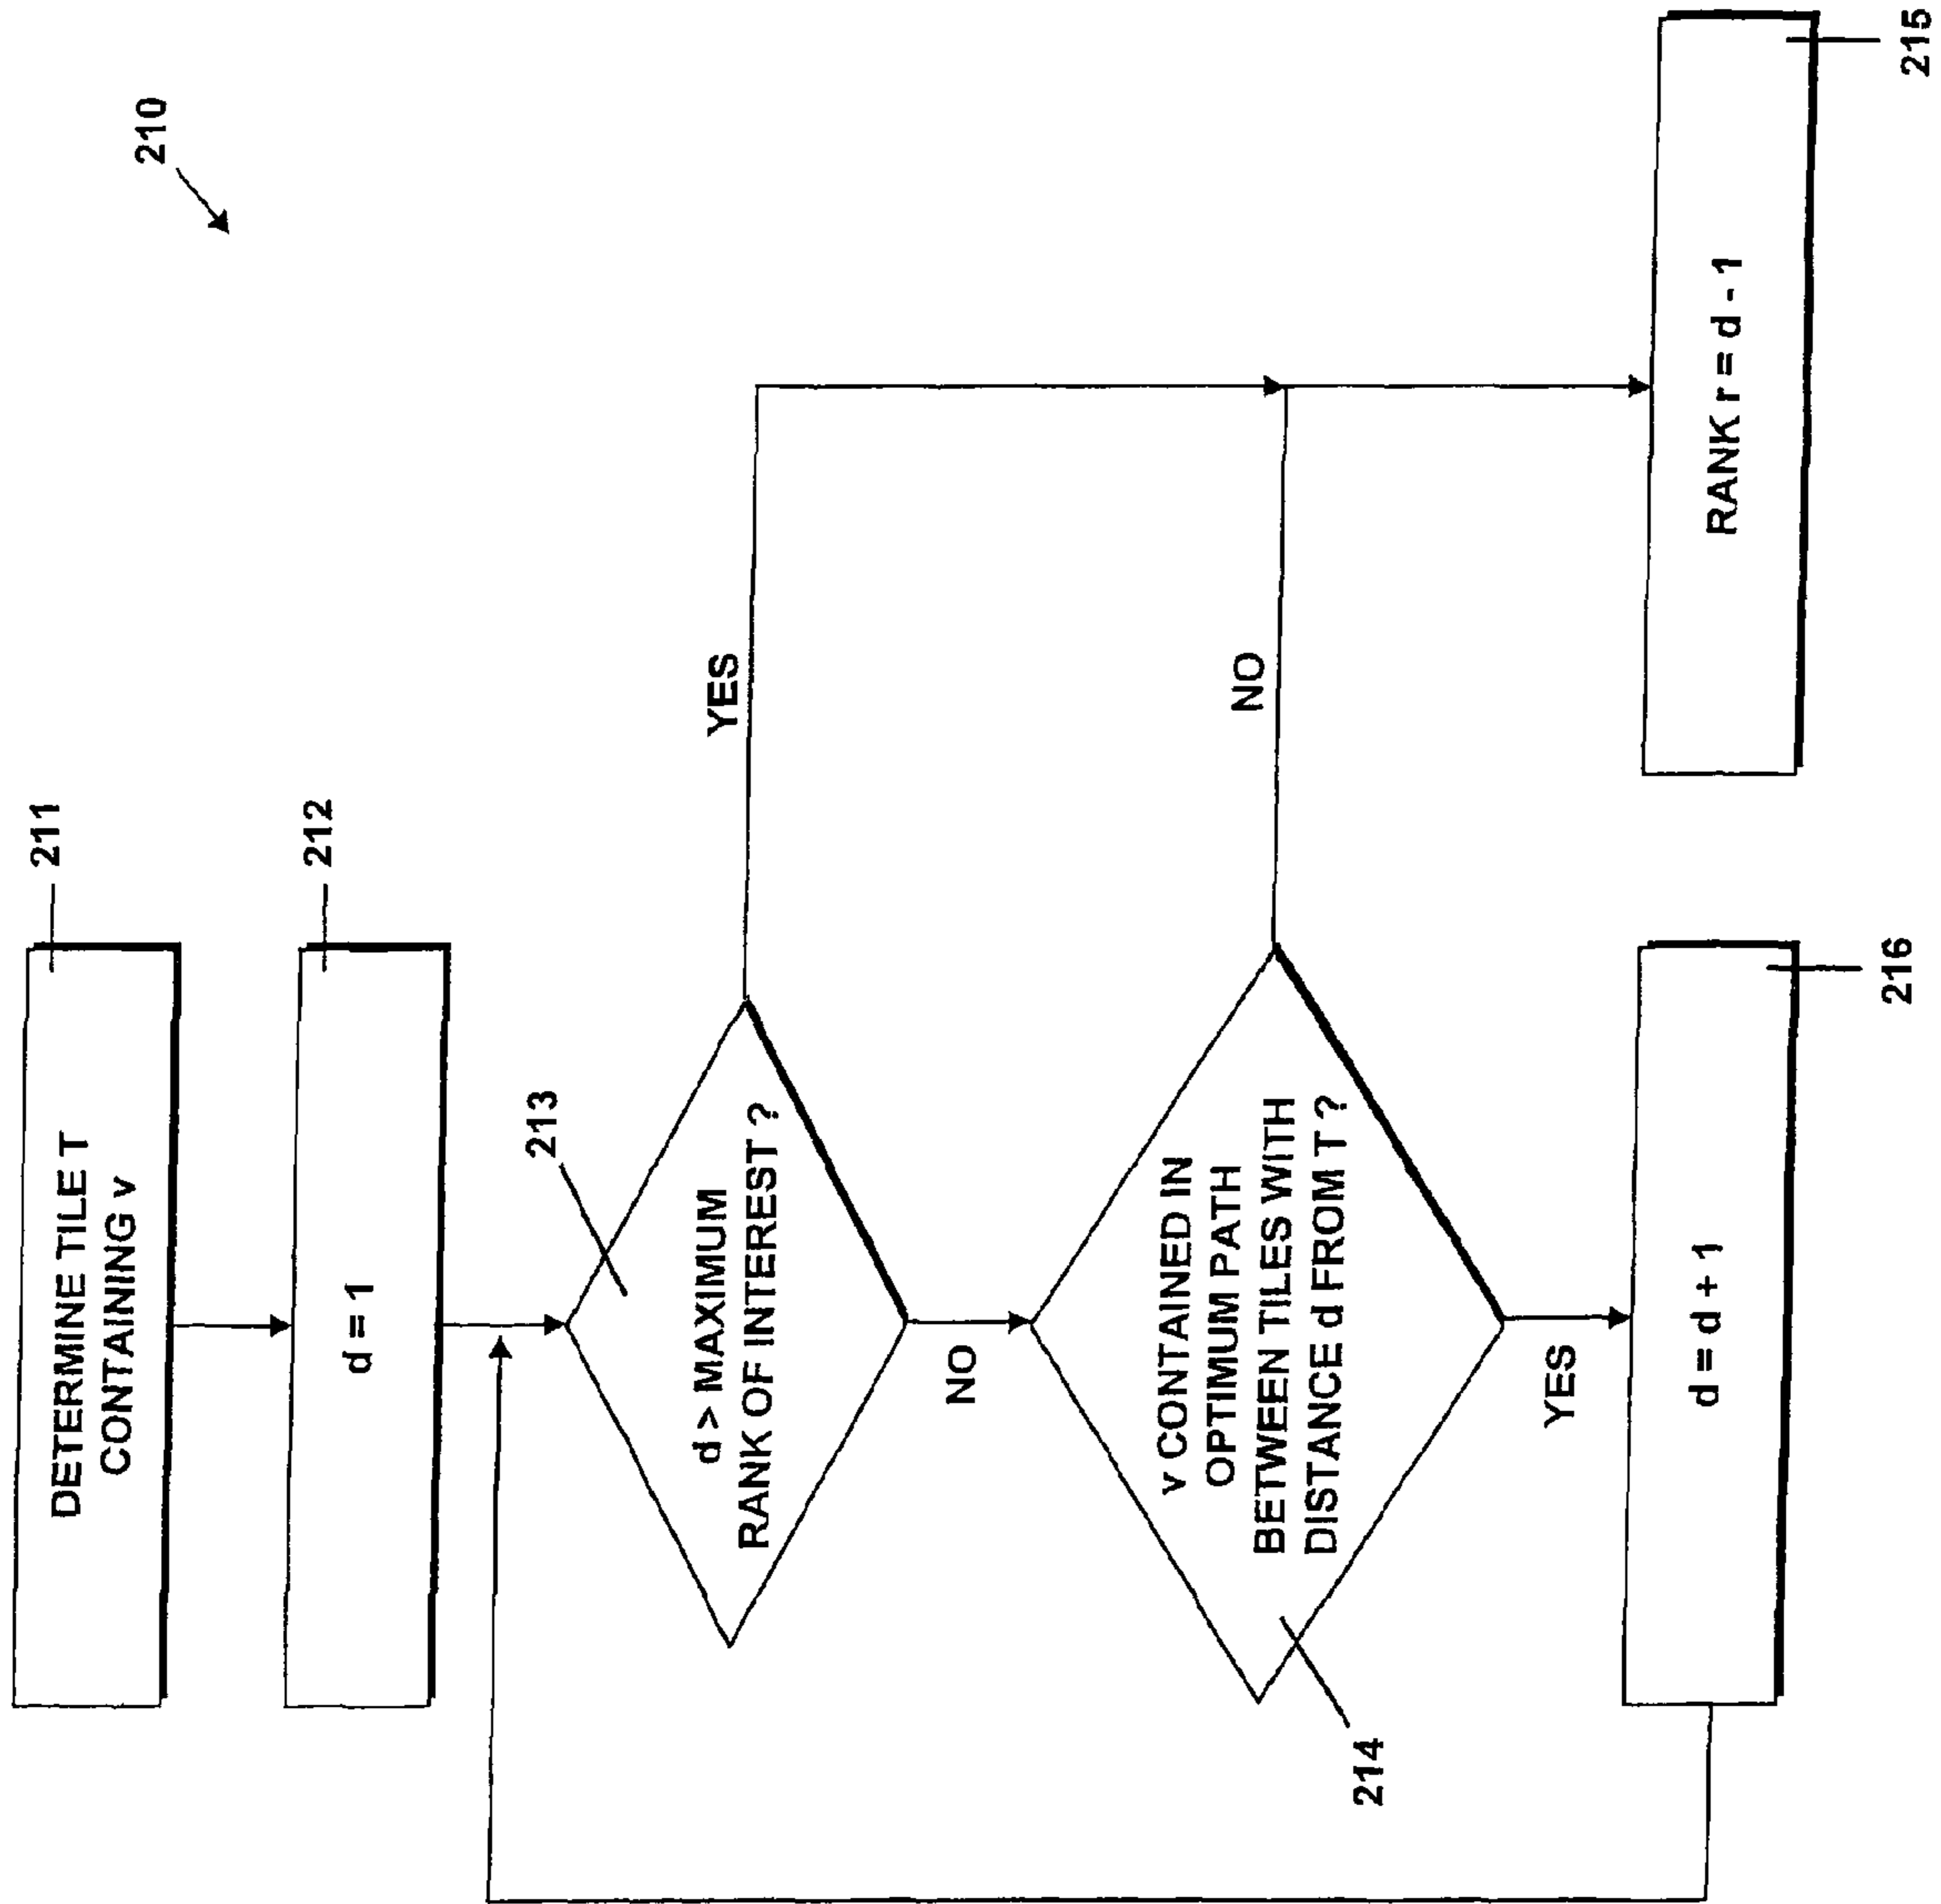 210
211
DETERMINE TILE T
CONTAINING v
212
d = 1
213
d > MAXIMUM
RANK OF INTEREST ?
YES
NO
214
v CONTAINED IN
OPTIMUM PATH
BETWEEN TILES WITH
DISTANCE d FROM T ?
NO
YES
216
d = d + 1
RANK r = d - 1
215